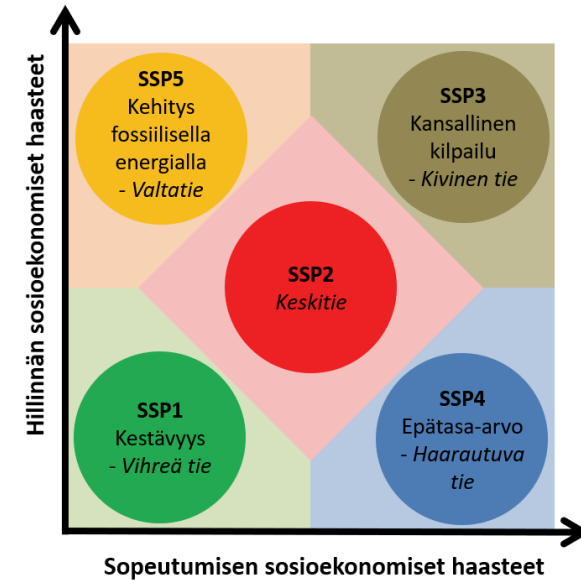 Hillinnän sosioekonomiset haasteet
SSP5
Kehitys
fossiilisella
energialla
- Valtatie
SSP3
Kansallinen
kilpailu
- Kivinen tie
SSP2
Keskitie
SSP1
Kestävyys
- Vihreä tie
SSP4
Epätasa-arvo
- Haarautuva
tie
Sopeutumisen sosioekonomiset haasteet